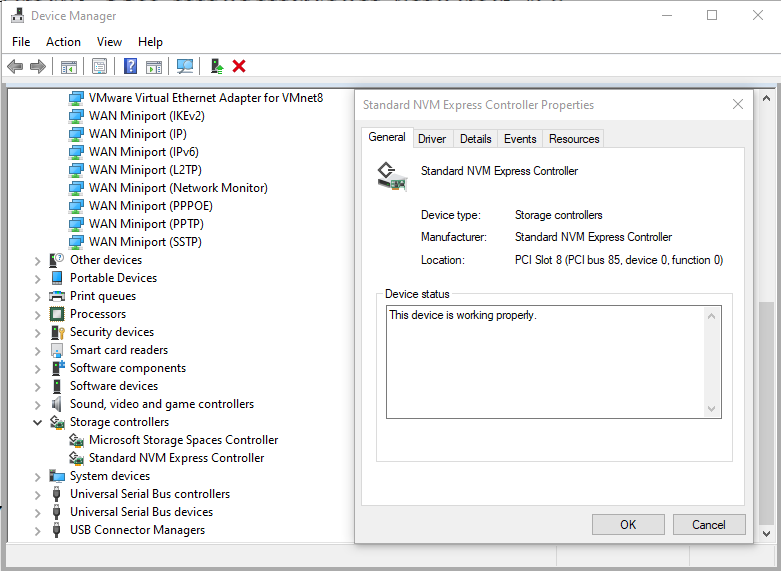 Device Manager
File Action View Help
VMware Virtual Ethernet Adapter for VMnet8
WAN Miniport (IKEv2)
WAN Miniport (IP)
WAN Miniport (IPv6)
WAN Miniport (L2TP)
WAN Miniport (Network Monitor)
WAN Miniport (PPPOE)
WAN Miniport (PPTP)
WAN Miniport (SSTP)
Other devices
Portable Devices
Print queues
Processors
Security devices
Smart card readers
Software components
Software devices
Sound, video and game controllers
Storage controllers
Microsoft Storage Spaces Controller
Standard NVM Express Controller
System devices
Universal Serial Bus controllers
Universal Serial Bus devices
USB Connector Managers
Standard NVM Express Controller Properties
General Driver Details Events Resources
Standard NVM Express Controller
Device type: Storage controllers
Manufacturer: Standard NVM Express Controller
Location: PCI Slot 8 (PCI bus 85, device 0, function 0)
Device status
This device is working properly.
OK Cancel